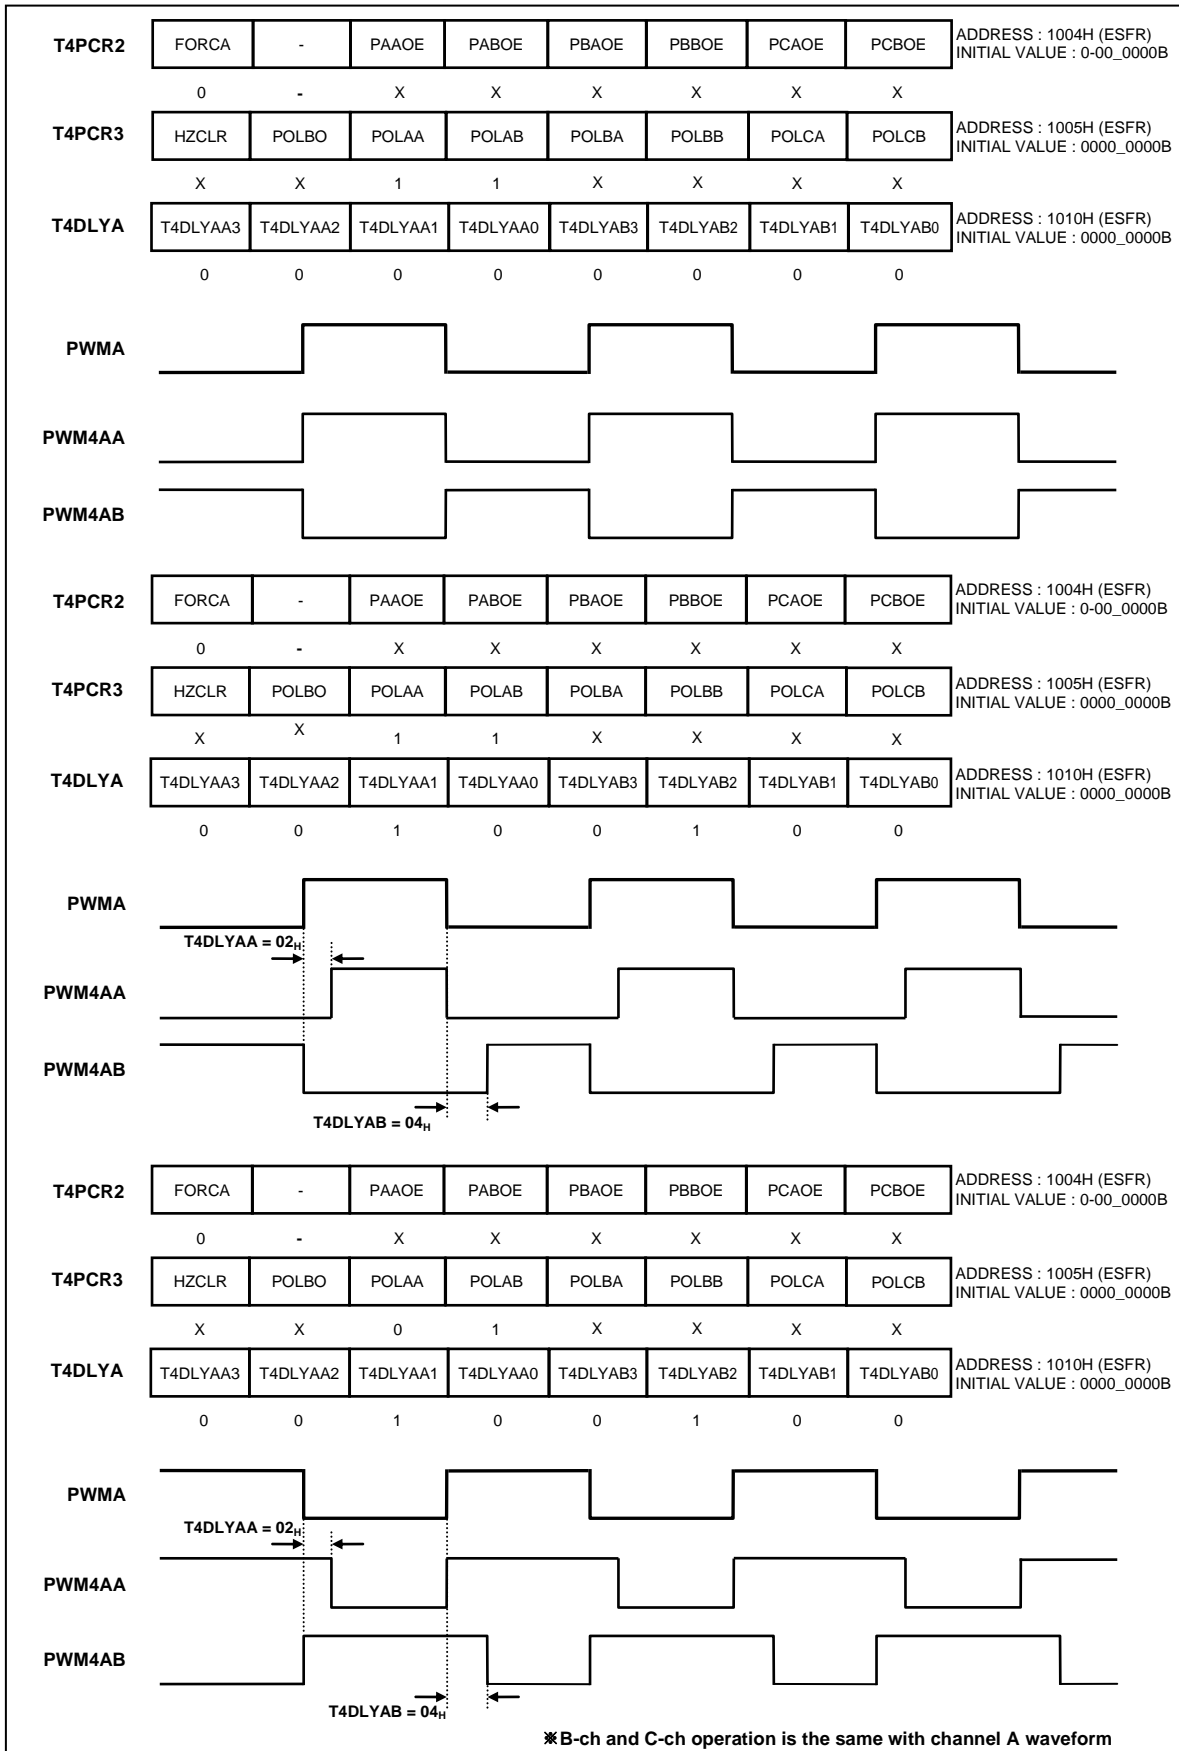 T4PCR2 FORCA - PAAOE PABOE PBAOE PBBOE PCAOE PCBOE ADDRESS : 1004H (ESFR)
INITIAL VALUE : 0-00_0000B
0 - X X X X X X
T4PCR3 HZCLR POLBO POLAA POLAB POLBA POLBB POLCA POLCB ADDRESS : 1005H (ESFR)
INITIAL VALUE : 0000_0000B
X X 1 1 X X X X
T4DLYA T4DLYAA3 T4DLYAA2 T4DLYAA1 T4DLYAA0 T4DLYAB3 T4DLYAB2 T4DLYAB1 T4DLYAB0 ADDRESS : 1010H (ESFR)
INITIAL VALUE : 0000_0000B
0 0 0 0 0 0 0 0
PWMA
PWM4AA
PWM4AB
T4PCR2 FORCA - PAAOE PABOE PBAOE PBBOE PCAOE PCBOE ADDRESS : 1004H (ESFR)
INITIAL VALUE : 0-00_0000B
0 - X X X X X X
T4PCR3 HZCLR POLBO POLAA POLAB POLBA POLBB POLCA POLCB ADDRESS : 1005H (ESFR)
INITIAL VALUE : 0000_0000B
X X 1 1 X X X X
T4DLYA T4DLYAA3 T4DLYAA2 T4DLYAA1 T4DLYAA0 T4DLYAB3 T4DLYAB2 T4DLYAB1 T4DLYAB0 ADDRESS : 1010H (ESFR)
INITIAL VALUE : 0000_0000B
0 0 1 0 0 1 0 0
PWMA
T4DLYAA = 02H
PWM4AA
PWM4AB
T4DLYAB = 04H
T4PCR2 FORCA - PAAOE PABOE PBAOE PBBOE PCAOE PCBOE ADDRESS : 1004H (ESFR)
INITIAL VALUE : 0-00_0000B
0 - X X X X X X
T4PCR3 HZCLR POLBO POLAA POLAB POLBA POLBB POLCA POLCB ADDRESS : 1005H (ESFR)
INITIAL VALUE : 0000_0000B
X X 0 1 X X X X
T4DLYA T4DLYAA3 T4DLYAA2 T4DLYAA1 T4DLYAA0 T4DLYAB3 T4DLYAB2 T4DLYAB1 T4DLYAB0 ADDRESS : 1010H (ESFR)
INITIAL VALUE : 0000_0000B
0 0 1 0 0 1 0 0
PWMA
T4DLYAA = 02H
PWM4AA
PWM4AB
T4DLYAB = 04H
※B-ch and C-ch operation is the same with channel A waveform